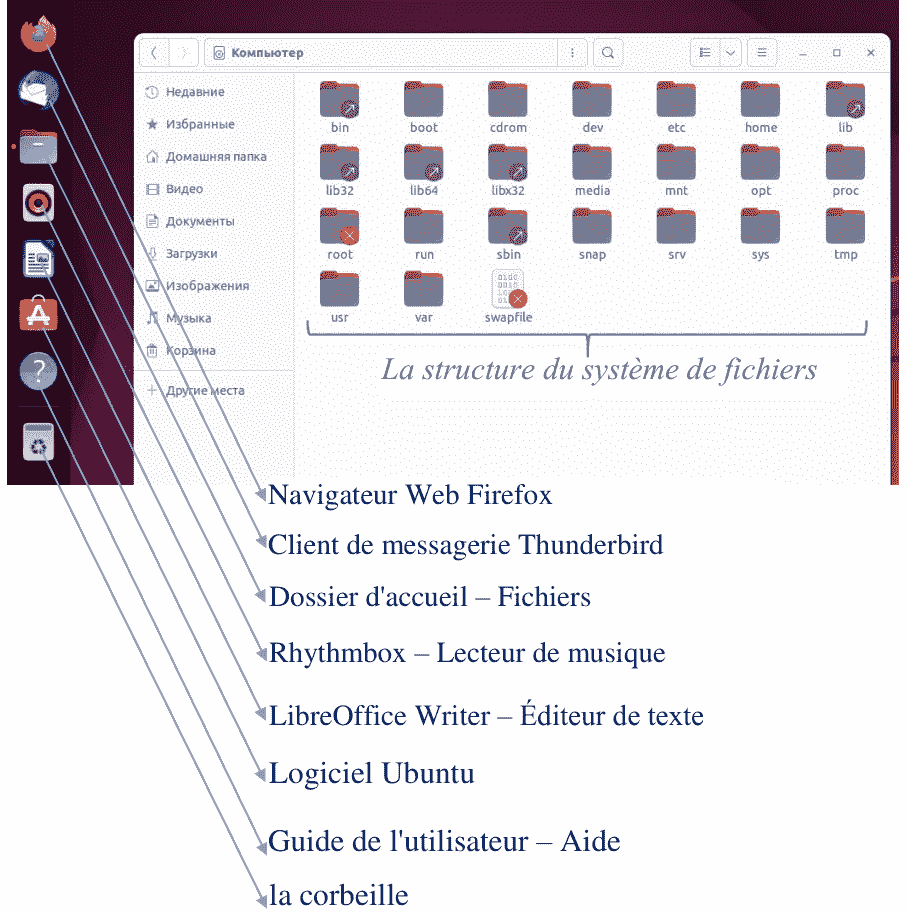 Компьютер
Недавние
Избранные
Домашняя папка
Видео
Документы
Загрузки
Изображения
Музыка
Корзина
Другие места
bin boot cdrom dev etc home lib
lib32 lib64 libx32 media mnt opt proc
root run sbin snap srv sys tmp
usr var swapfile
La structure du système de fichiers
Navigateur Web Firefox
Client de messagerie Thunderbird
Dossier d'accueil – Fichiers
Rhythmbox – Lecteur de musique
LibreOffice Writer – Éditeur de texte
Logiciel Ubuntu
Guide de l'utilisateur – Aide
la corbeille